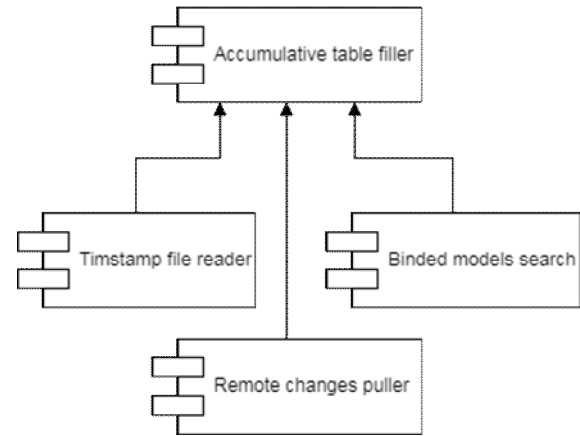 Accumulative table filler
Timstamp file reader
Binded models search
Remote changes puller